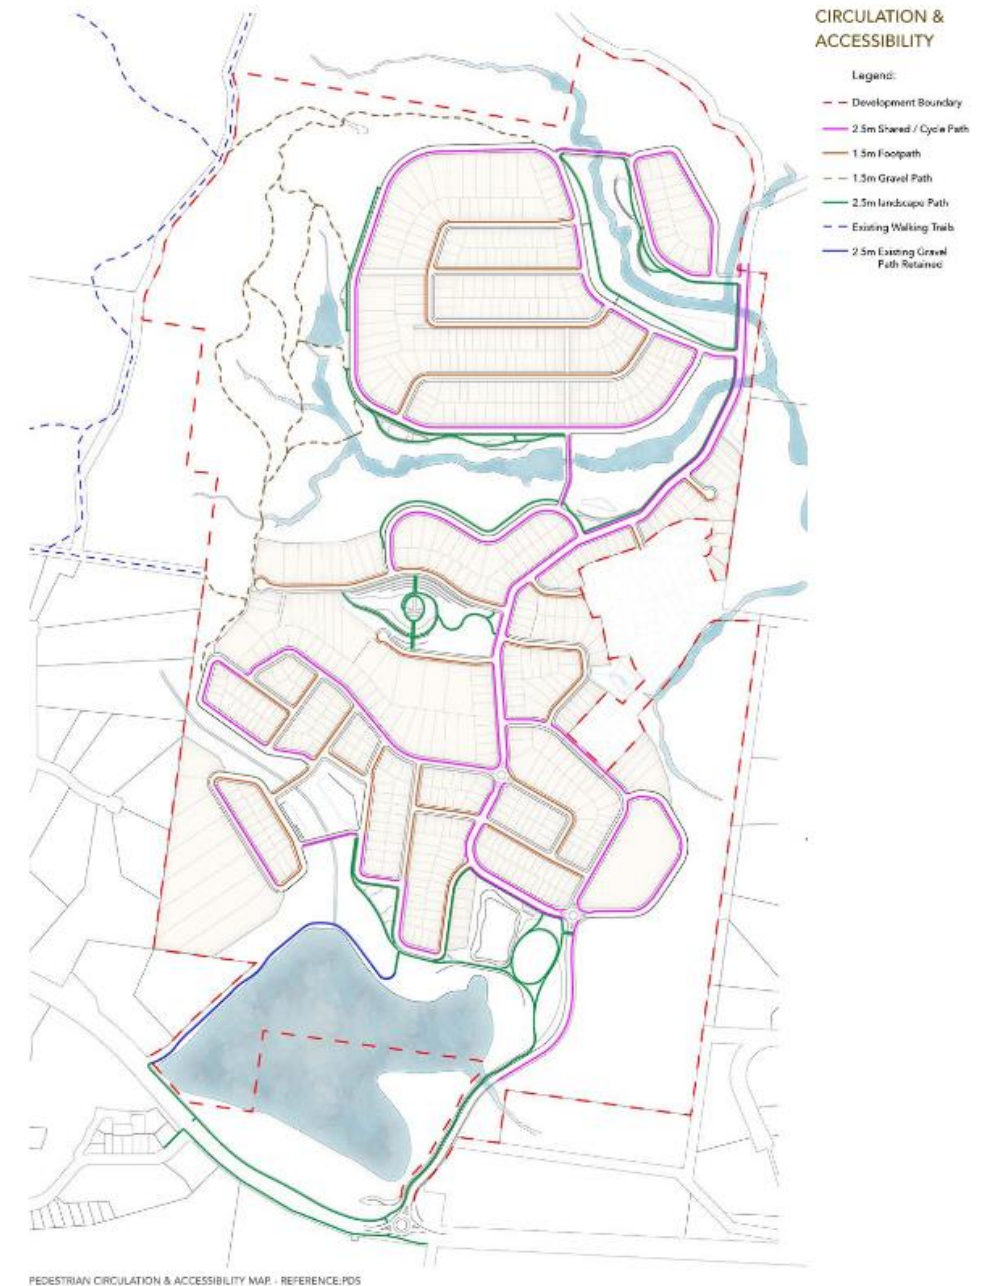 CIRCULATION &
ACCESSIBILITY
Legend:
Development Boundary
2.5m Shared / Cycle Path
1.5m Footpath
1.5m Gravel Path
2.5m landscape Path
Existing Walking Trails
2.5m Existing Gravel
Path Retained
PEDESTRIAN CIRCULATION & ACCESSIBILITY MAP - REFERENCE:PD5